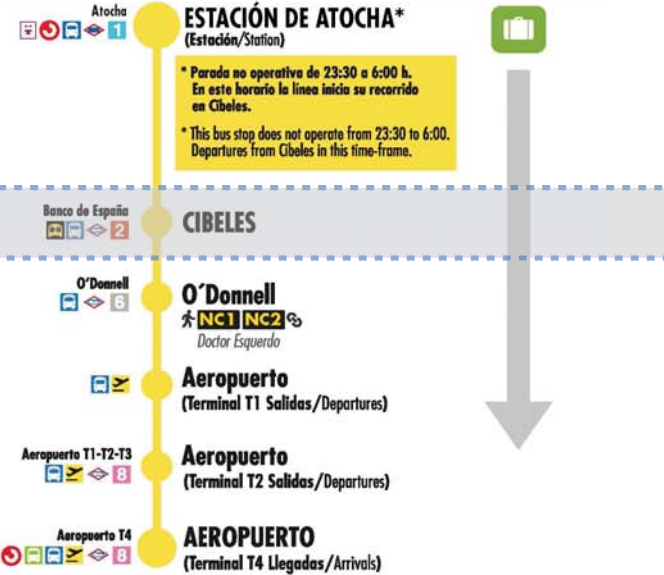 Atocha
1
ESTACIÓN DE ATOCHA*
(Estación/Station)
* Parada no operativa de 23:30 a 6:00 h.
En este horario la línea inicia su recorrido
en Cibeles.
* This bus stop does not operate from 23:30 to 6:00.
Departures from Cibeles in this time-frame.
Banco de España
2
CIBELES
O'Donnell
6
O´Donnell
NC1 NC2
Doctor Esquerdo
Aeropuerto
(Terminal T1 Salidas/Departures)
Aeropuerto T1-T2-T3
8
Aeropuerto
(Terminal T2 Salidas/Departures)
Aeropuerto T4
8
AEROPUERTO
(Terminal T4 Llegadas/Arrivals)